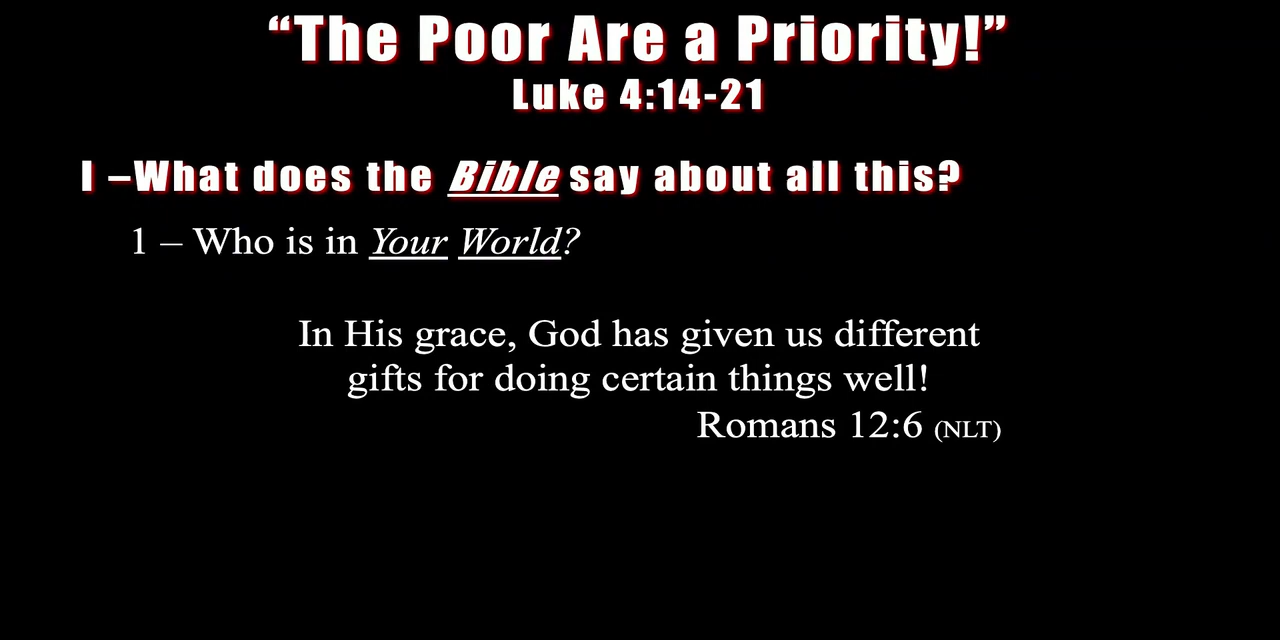 “The Poor Are a Priority!”
Luke 4:14-21
I –What does the Bible say about all this?
1 – Who is in Your World?
In His grace, God has given us different
gifts for doing certain things well!
Romans 12:6 (NLT)